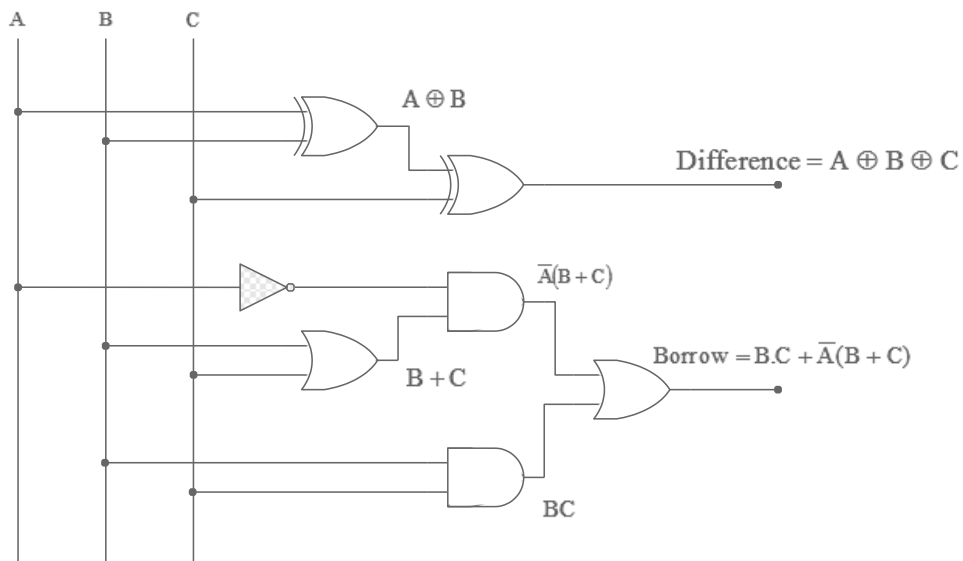 A B C
A ⊕ B
Difference = A ⊕ B ⊕ C
A̅(B + C)
Borrow = B.C + A̅(B + C)
B + C
BC